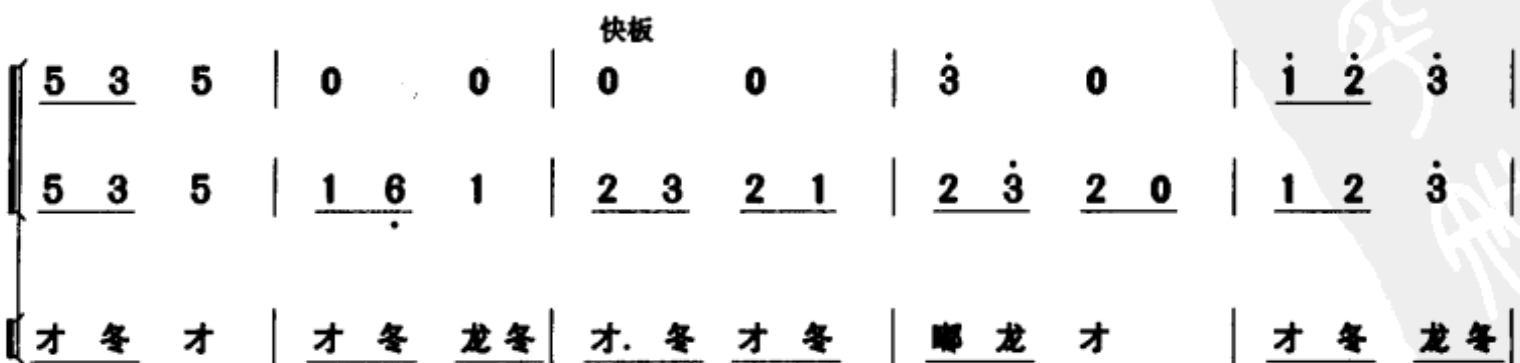 快板
5 3 5 | 0 0 | 0 0 | 3̇ 0 | 1̇ 2̇ 3̇ |
5 3 5 | 1 6̣ 1 | 2 3 2 1 | 2 3̇ 2 0 | 1 2 3̇ |
才 冬 才 | 才 冬 龙 冬 | 才. 冬 才 冬 | 嘟 龙 才 | 才 冬 龙 冬 |